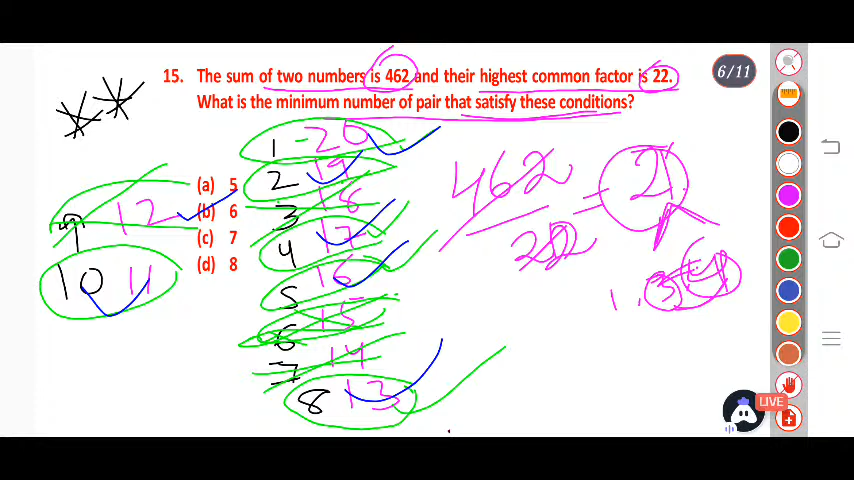 6/11
15. The sum of two numbers is 462 and their highest common factor is 22.
What is the minimum number of pair that satisfy these conditions?
(a) 5
(b) 6
(c) 7
(d) 8
1 - 20
2 19
3 18
4 17
5 16
6 15
7 14
8 13
9 12
10 11
462
= 21
LIVE